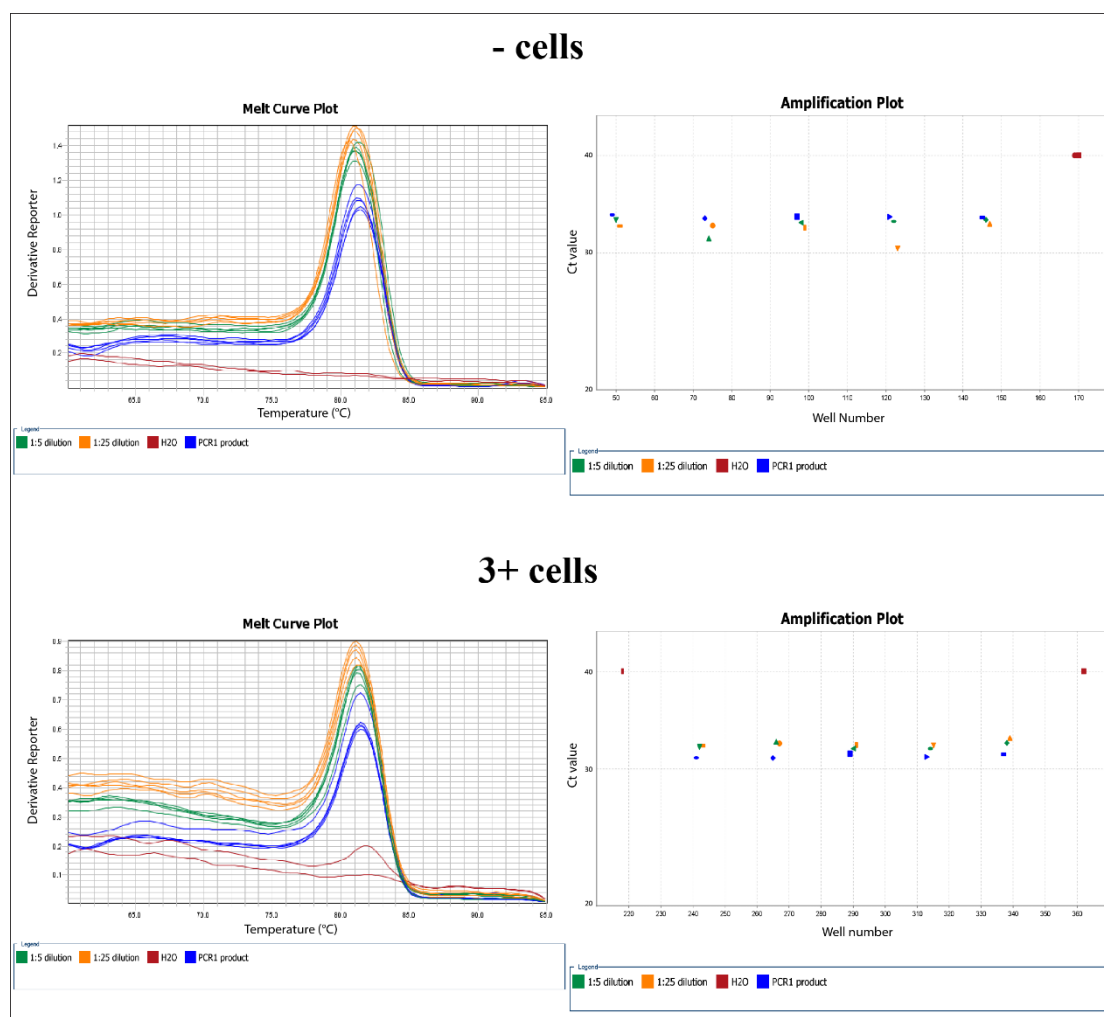 - cells
Melt Curve Plot
Derivative Reporter
1,4
1.2
1.0
0.8
0.6
0,4
0.2
65.0 70.0 75.0 80.0 85.0 90.0 95.0
Temperature (°C)
Legend
1:5 dilution 1:25 dilution H2O PCR1 product
Amplification Plot
Ct value
40
30
20
50 60 70 80 90 100 110 120 130 140 150 160 170
Well Number
Legend
1:5 dilution 1:25 dilution H2O PCR1 product
3+ cells
Melt Curve Plot
Derivative Reporter
0.9
0.8
0.7
0.6
0.5
0.4
0.3
0.2
0.1
65.0 70.0 75.0 80.0 85.0 90.0 95.0
Temperature (°C)
Legend
1:5 dilution 1:25 dilution H2O PCR1 product
Amplification Plot
Ct value
40
30
20
220 230 240 250 260 270 280 290 300 310 320 330 340 350 360
Well number
Legend
1:5 dilution 1:25 dilution H2O PCR1 product